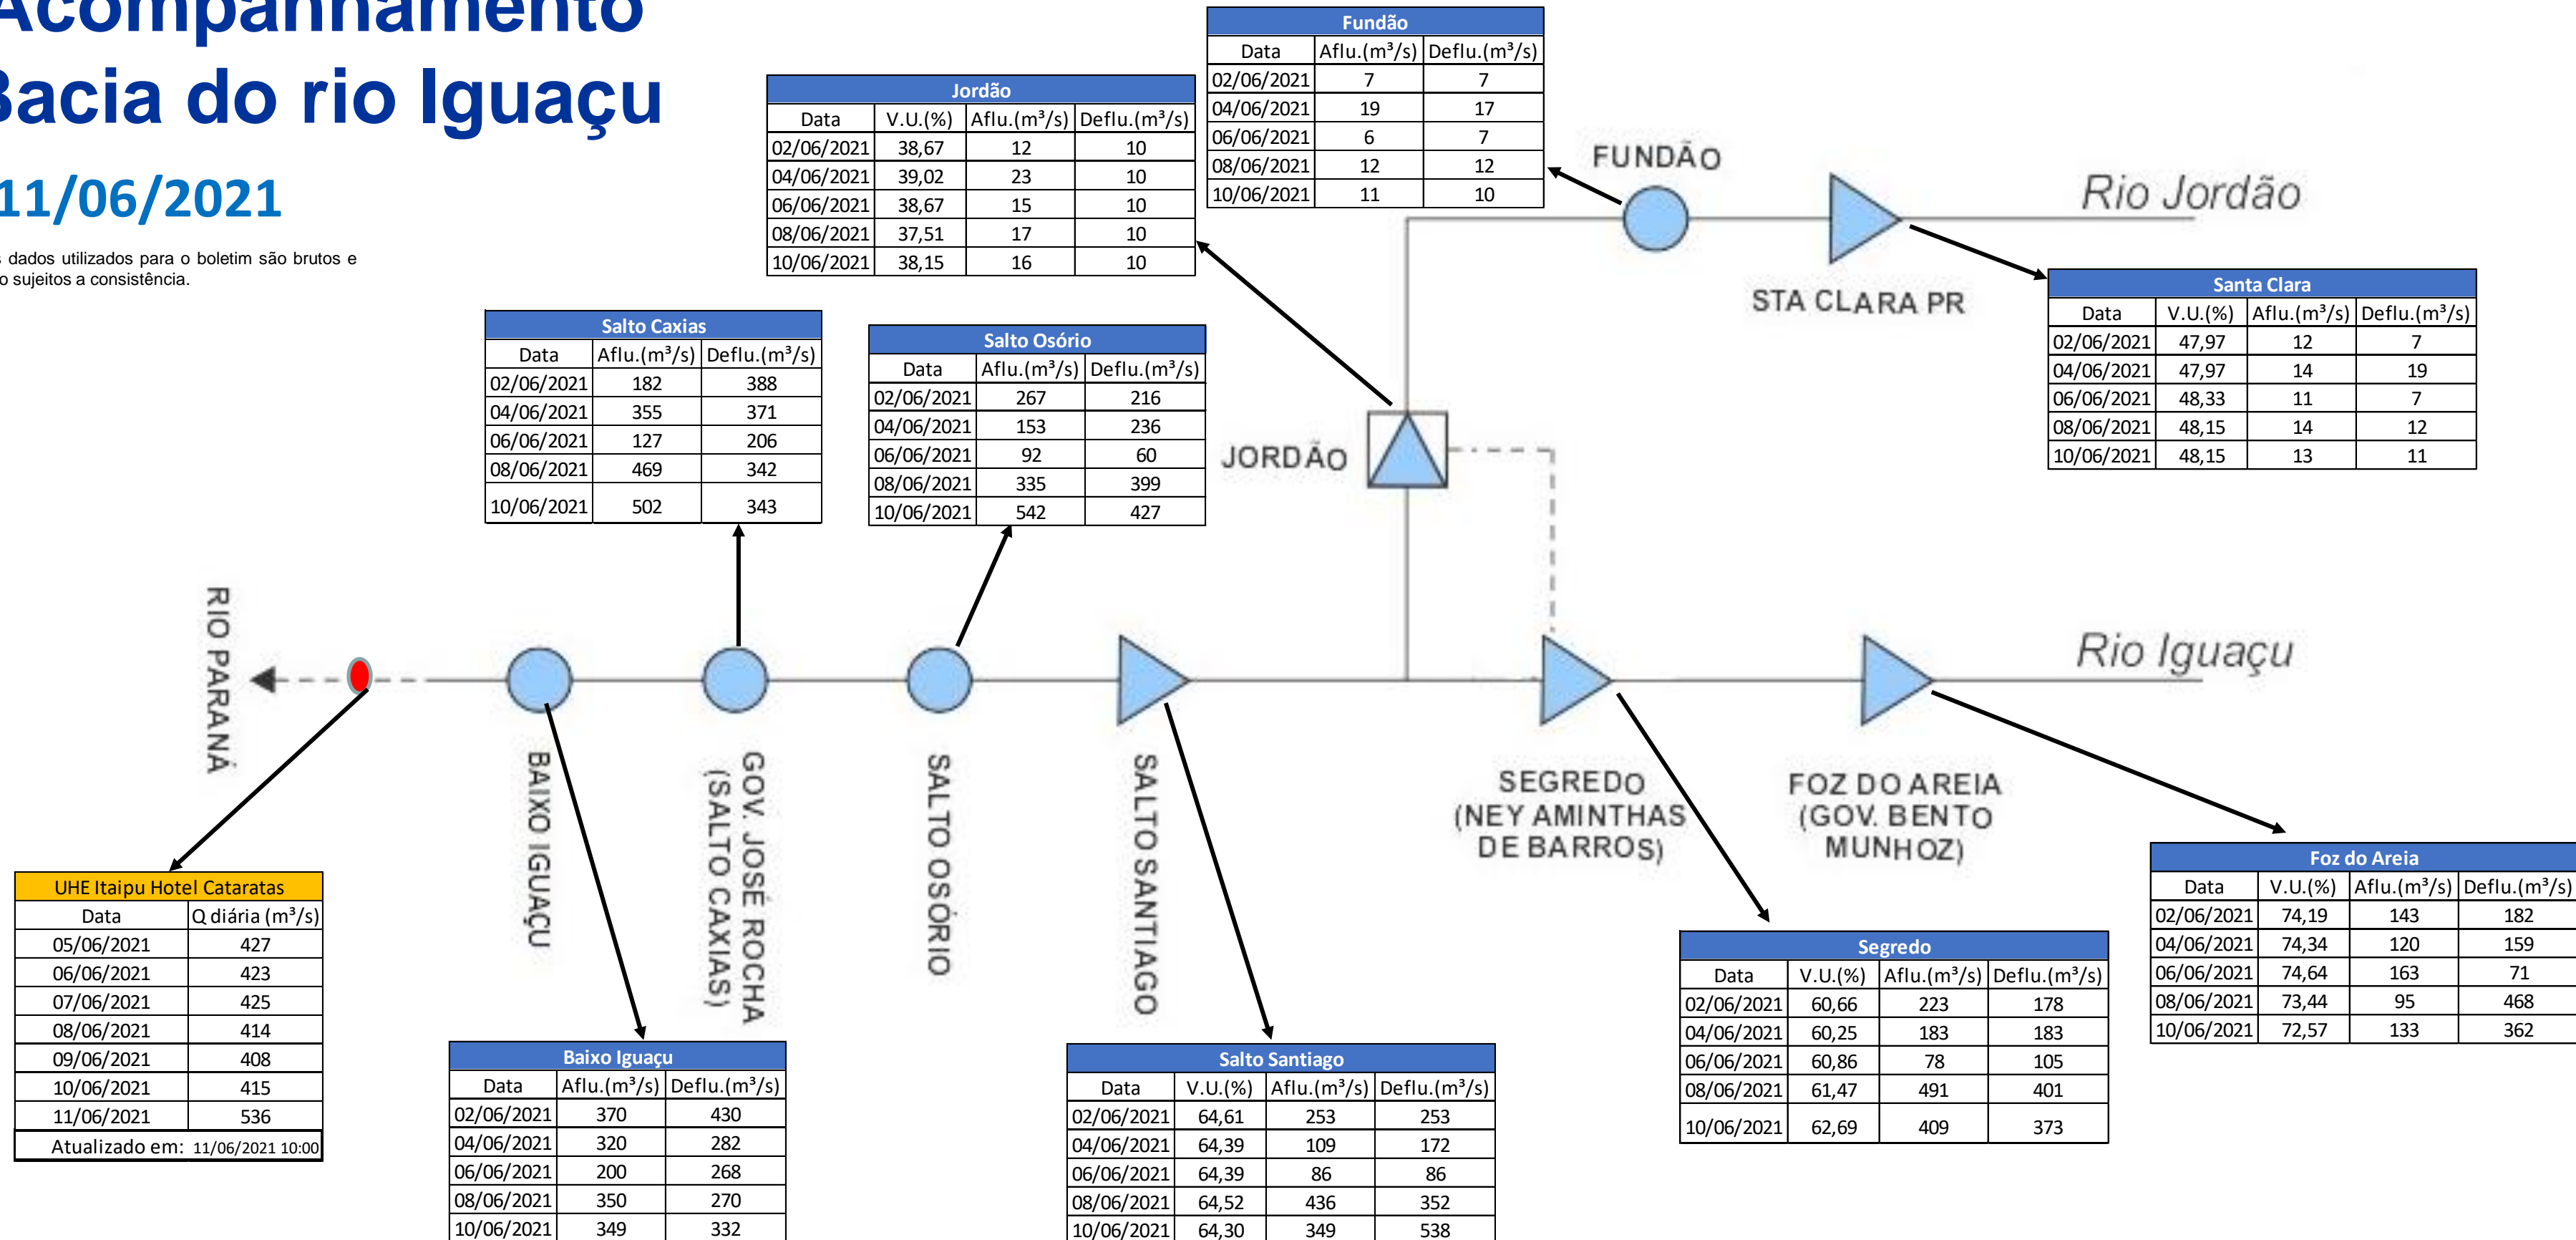 Acompanhamento
Bacia do rio Iguaçu
11/06/2021
dados utilizados para o boletim são brutos e
sujeitos a consistência.
Fundão
Data Aflu.(m³/s) Deflu.(m³/s)
02/06/2021 7 7
04/06/2021 19 17
06/06/2021 6 7
08/06/2021 12 12
10/06/2021 11 10
Jordão
Data V.U.(%) Aflu.(m³/s) Deflu.(m³/s)
02/06/2021 38,67 12 10
04/06/2021 39,02 23 10
06/06/2021 38,67 15 10
08/06/2021 37,51 17 10
10/06/2021 38,15 16 10
FUNDÃO
Rio Jordão
STA CLARA PR
Santa Clara
Data V.U.(%) Aflu.(m³/s) Deflu.(m³/s)
02/06/2021 47,97 12 7
04/06/2021 47,97 14 19
06/06/2021 48,33 11 7
08/06/2021 48,15 14 12
10/06/2021 48,15 13 11
Salto Caxias
Data Aflu.(m³/s) Deflu.(m³/s)
02/06/2021 182 388
04/06/2021 355 371
06/06/2021 127 206
08/06/2021 469 342
10/06/2021 502 343
Salto Osório
Data Aflu.(m³/s) Deflu.(m³/s)
02/06/2021 267 216
04/06/2021 153 236
06/06/2021 92 60
08/06/2021 335 399
10/06/2021 542 427
JORDÃO
RIO PARANÁ
Rio Iguaçu
BAIXO IGUAÇU
GOV. JOSÉ ROCHA
(SALTO CAXIAS)
SALTO OSÓRIO
SALTO SANTIAGO
SEGREDO
(NEY AMINTHAS
DE BARROS)
FOZ DO AREIA
(GOV. BENTO
MUNHOZ)
UHE Itaipu Hotel Cataratas
Data Q diária (m³/s)
05/06/2021 427
06/06/2021 423
07/06/2021 425
08/06/2021 414
09/06/2021 408
10/06/2021 415
11/06/2021 536
Atualizado em: 11/06/2021 10:00
Baixo Iguaçu
Data Aflu.(m³/s) Deflu.(m³/s)
02/06/2021 370 430
04/06/2021 320 282
06/06/2021 200 268
08/06/2021 350 270
10/06/2021 349 332
Salto Santiago
Data V.U.(%) Aflu.(m³/s) Deflu.(m³/s)
02/06/2021 64,61 253 253
04/06/2021 64,39 109 172
06/06/2021 64,39 86 86
08/06/2021 64,52 436 352
10/06/2021 64,30 349 538
Segredo
Data V.U.(%) Aflu.(m³/s) Deflu.(m³/s)
02/06/2021 60,66 223 178
04/06/2021 60,25 183 183
06/06/2021 60,86 78 105
08/06/2021 61,47 491 401
10/06/2021 62,69 409 373
Foz do Areia
Data V.U.(%) Aflu.(m³/s) Deflu.(m³/s)
02/06/2021 74,19 143 182
04/06/2021 74,34 120 159
06/06/2021 74,64 163 71
08/06/2021 73,44 95 468
10/06/2021 72,57 133 362